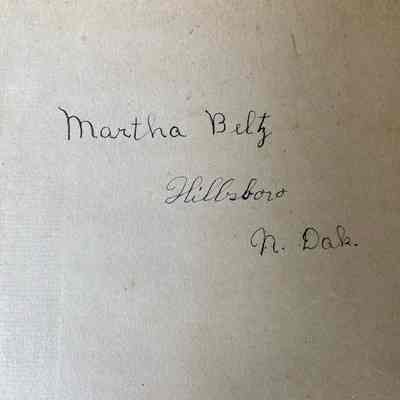 Martha Beltz
Hillsboro
N. Dak.